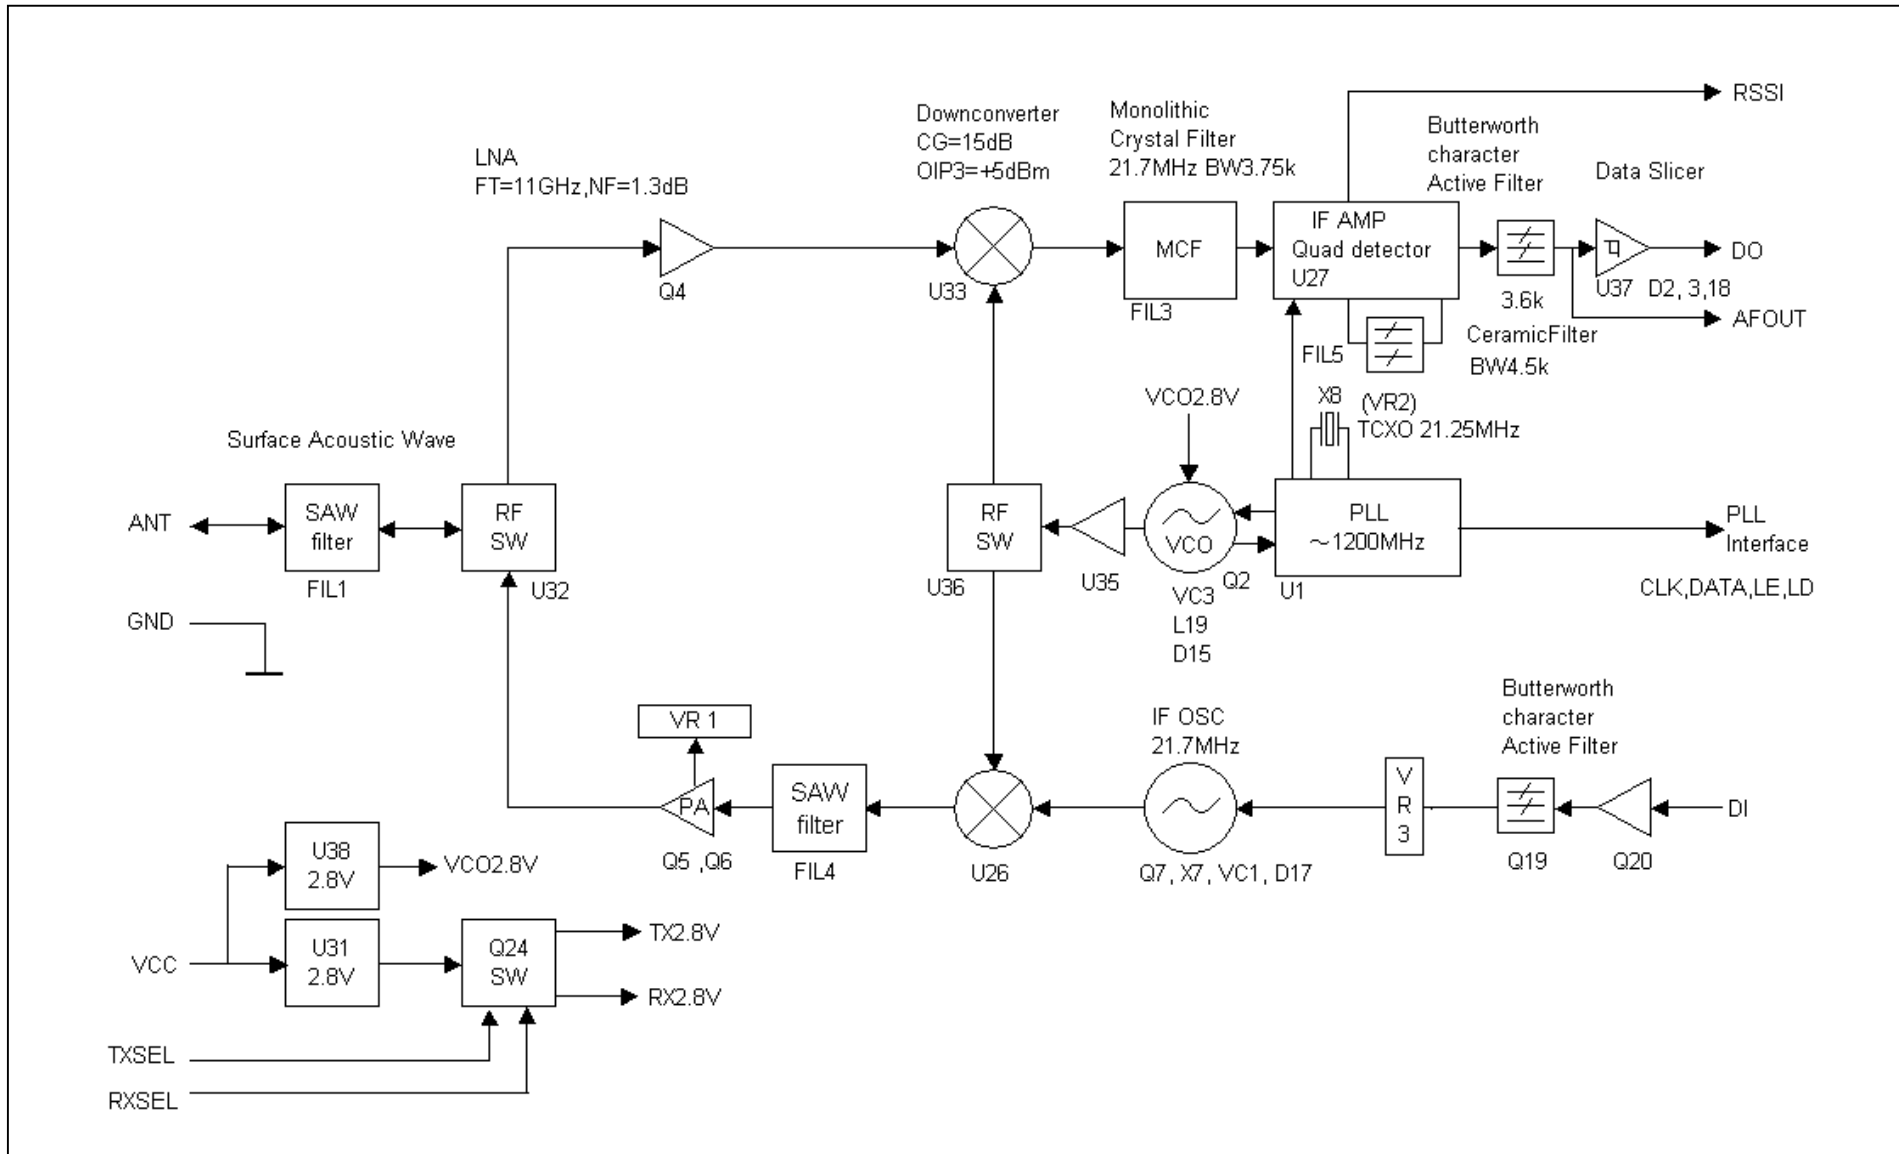 RSSI
Downconverter
CG=15dB
OIP3=+5dBm
Monolithic
Crystal Filter
21.7MHz BW3.75k
Butterworth
character
Active Filter
LNA
FT=11GHz,NF=1.3dB
Data Slicer
Q4
U33
MCF
FIL3
IF AMP
Quad detector
U27
3.6k
U37 D2, 3,18
DO
AFOUT
FIL5
CeramicFilter
BW4.5k
X8
(VR2)
TCXO 21.25MHz
VCO2.8V
Surface Acoustic Wave
ANT
SAW
filter
FIL1
RF
SW
U32
RF
SW
U36
U35
VCO
Q2
VC3
L19
D15
PLL
～1200MHz
U1
PLL
Interface
CLK,DATA,LE,LD
GND
VR 1
PA
Q5 ,Q6
SAW
filter
FIL4
U26
IF OSC
21.7MHz
Q7, X7, VC1, D17
V
R
3
Butterworth
character
Active Filter
Q19
Q20
DI
U38
2.8V
VCO2.8V
VCC
U31
2.8V
Q24
SW
TX2.8V
RX2.8V
TXSEL
RXSEL